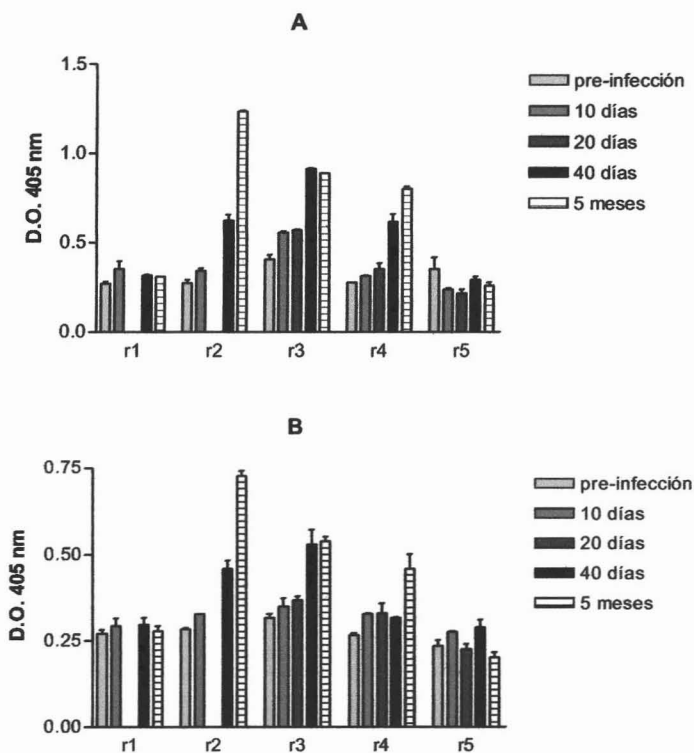 A
D.O. 405 nm
1.5
1.0
0.5
0.0
r1 r2 r3 r4 r5
pre-infección
10 días
20 días
40 días
5 meses
B
D.O. 405 nm
0.75
0.50
0.25
0.00
r1 r2 r3 r4 r5
pre-infección
10 días
20 días
40 días
5 meses